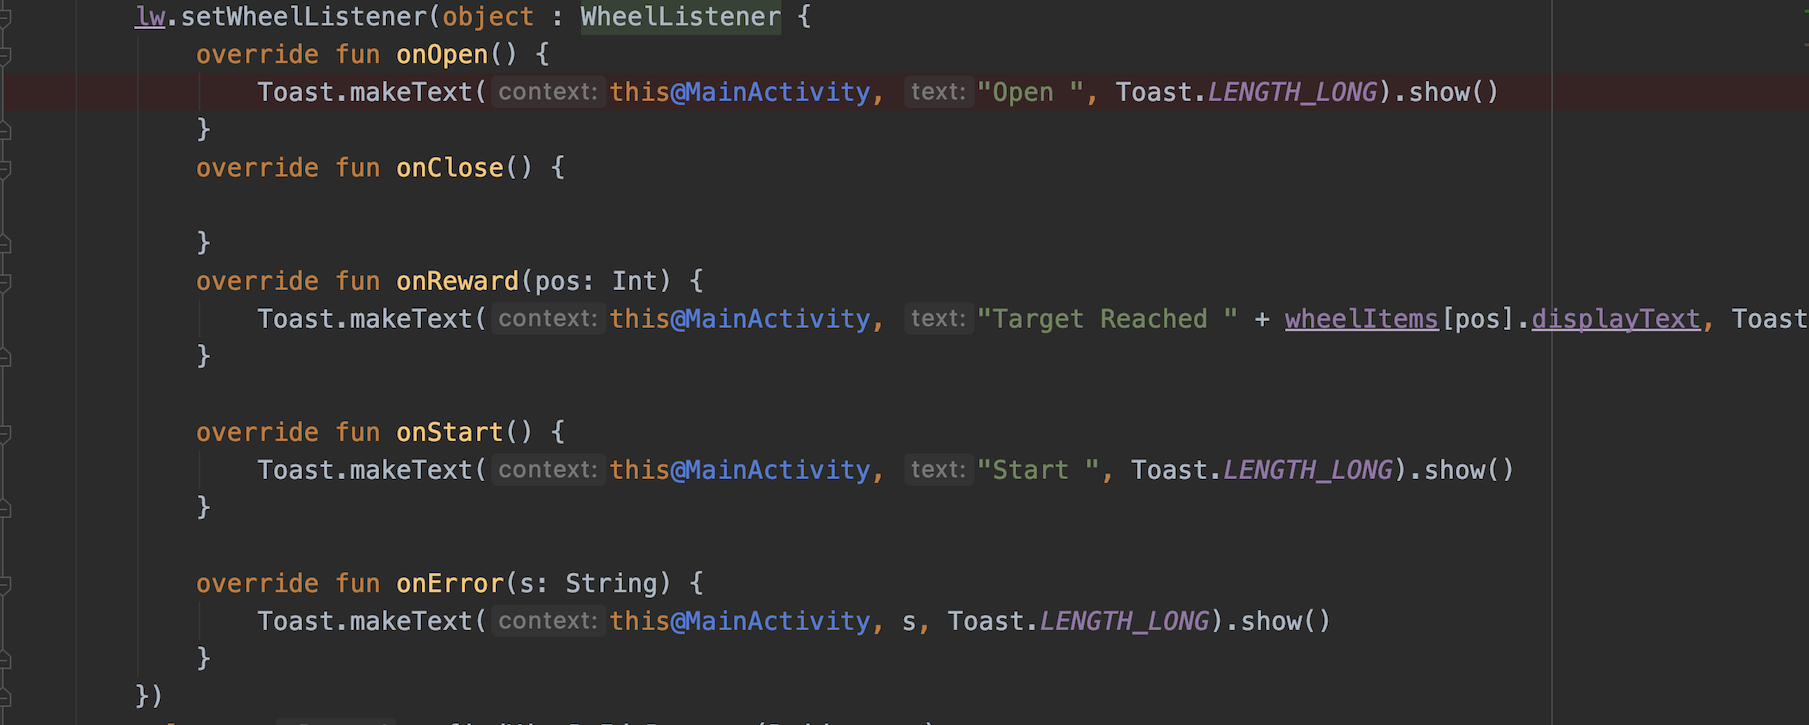 lw.setWheelListener(object : WheelListener {
override fun onOpen() {
Toast.makeText( context: this@MainActivity, text: "Open ", Toast.LENGTH_LONG).show()
}
override fun onClose() {
}
override fun onReward(pos: Int) {
Toast.makeText( context: this@MainActivity, text: "Target Reached " + wheelItems[pos].displayText, Toast
}
override fun onStart() {
Toast.makeText( context: this@MainActivity, text: "Start ", Toast.LENGTH_LONG).show()
}
override fun onError(s: String) {
Toast.makeText( context: this@MainActivity, s, Toast.LENGTH_LONG).show()
}
})